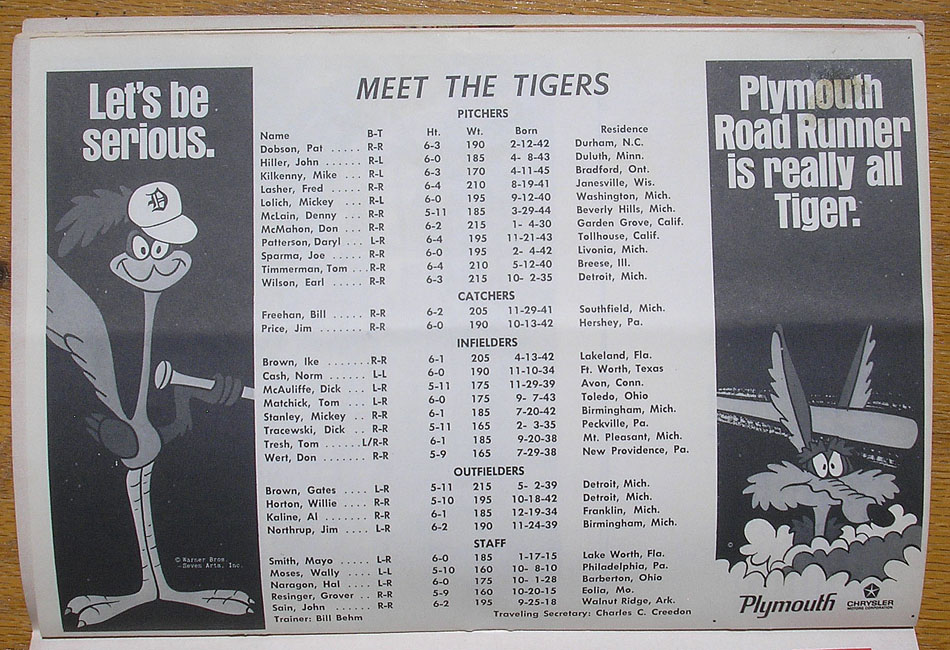 Let's be
serious.
MEET THE TIGERS
PITCHERS
Name B-T Ht. Wt. Born Residence
Dobson, Pat ..... R-R 6-3 190 2-12-42 Durham, N.C.
Hiller, John ..... R-L 6-0 185 4- 8-43 Duluth, Minn.
Kilkenny, Mike ... R-L 6-3 170 4-11-45 Bradford, Ont.
Lasher, Fred ..... R-R 6-4 210 8-19-41 Janesville, Wis.
Lolich, Mickey ... R-L 6-0 195 9-12-40 Washington, Mich.
McLain, Denny ... R-R 5-11 185 3-29-44 Beverly Hills, Mich.
McMahon, Don ... R-R 6-2 215 1- 4-30 Garden Grove, Calif.
Patterson, Daryl ... L-R 6-4 195 11-21-43 Tollhouse, Calif.
Sparma, Joe ..... R-R 6-0 195 2- 4-42 Livonia, Mich.
Timmerman, Tom ... R-R 6-4 210 5-12-40 Breese, Ill.
Wilson, Earl ..... R-R 6-3 215 10- 2-35 Detroit, Mich.
CATCHERS
Freehan, Bill ..... R-R 6-2 205 11-29-41 Southfield, Mich.
Price, Jim ....... R-R 6-0 190 10-13-42 Hershey, Pa.
INFIELDERS
Brown, Ike ....... R-R 6-1 205 4-13-42 Lakeland, Fla.
Cash, Norm ...... L-L 6-0 190 11-10-34 Ft. Worth, Texas
McAuliffe, Dick ... L-R 5-11 175 11-29-39 Avon, Conn.
Matchick, Tom ... L-R 6-0 175 9- 7-43 Toledo, Ohio
Stanley, Mickey .. R-R 6-1 185 7-20-42 Birmingham, Mich.
Tracewski, Dick .. R-R 5-11 165 2- 3-35 Peckville, Pa.
Tresh, Tom ...... L/R-R 6-1 185 9-20-38 Mt. Pleasant, Mich.
Wert, Don ....... R-R 5-9 165 7-29-38 New Providence, Pa.
OUTFIELDERS
Brown, Gates .... L-R 5-11 215 5- 2-39 Detroit, Mich.
Horton, Willie .... R-R 5-10 195 10-18-42 Detroit, Mich.
Kaline, Al ....... R-R 6-1 185 12-19-34 Franklin, Mich.
Northrup, Jim .... L-R 6-2 190 11-24-39 Birmingham, Mich.
STAFF
Smith, Mayo ..... L-R 6-0 185 1-17-15 Lake Worth, Fla.
Moses, Wally .... L-L 5-10 160 10- 8-10 Philadelphia, Pa.
Naragon, Hal .... L-R 6-0 175 10- 1-28 Barberton, Ohio
Resinger, Grover .. R-R 5-9 160 10-20-15 Eolia, Mo.
Sain, John ...... R-R 6-2 195 9-25-18 Walnut Ridge, Ark.
Trainer: Bill Behm Traveling Secretary: Charles C. Creedon
D
© Warner Bros.
—Seven Arts, Inc.
Plymouth
Road Runner
is really all
Tiger.
©
Plymouth
CHRYSLER
MOTORS CORPORATION